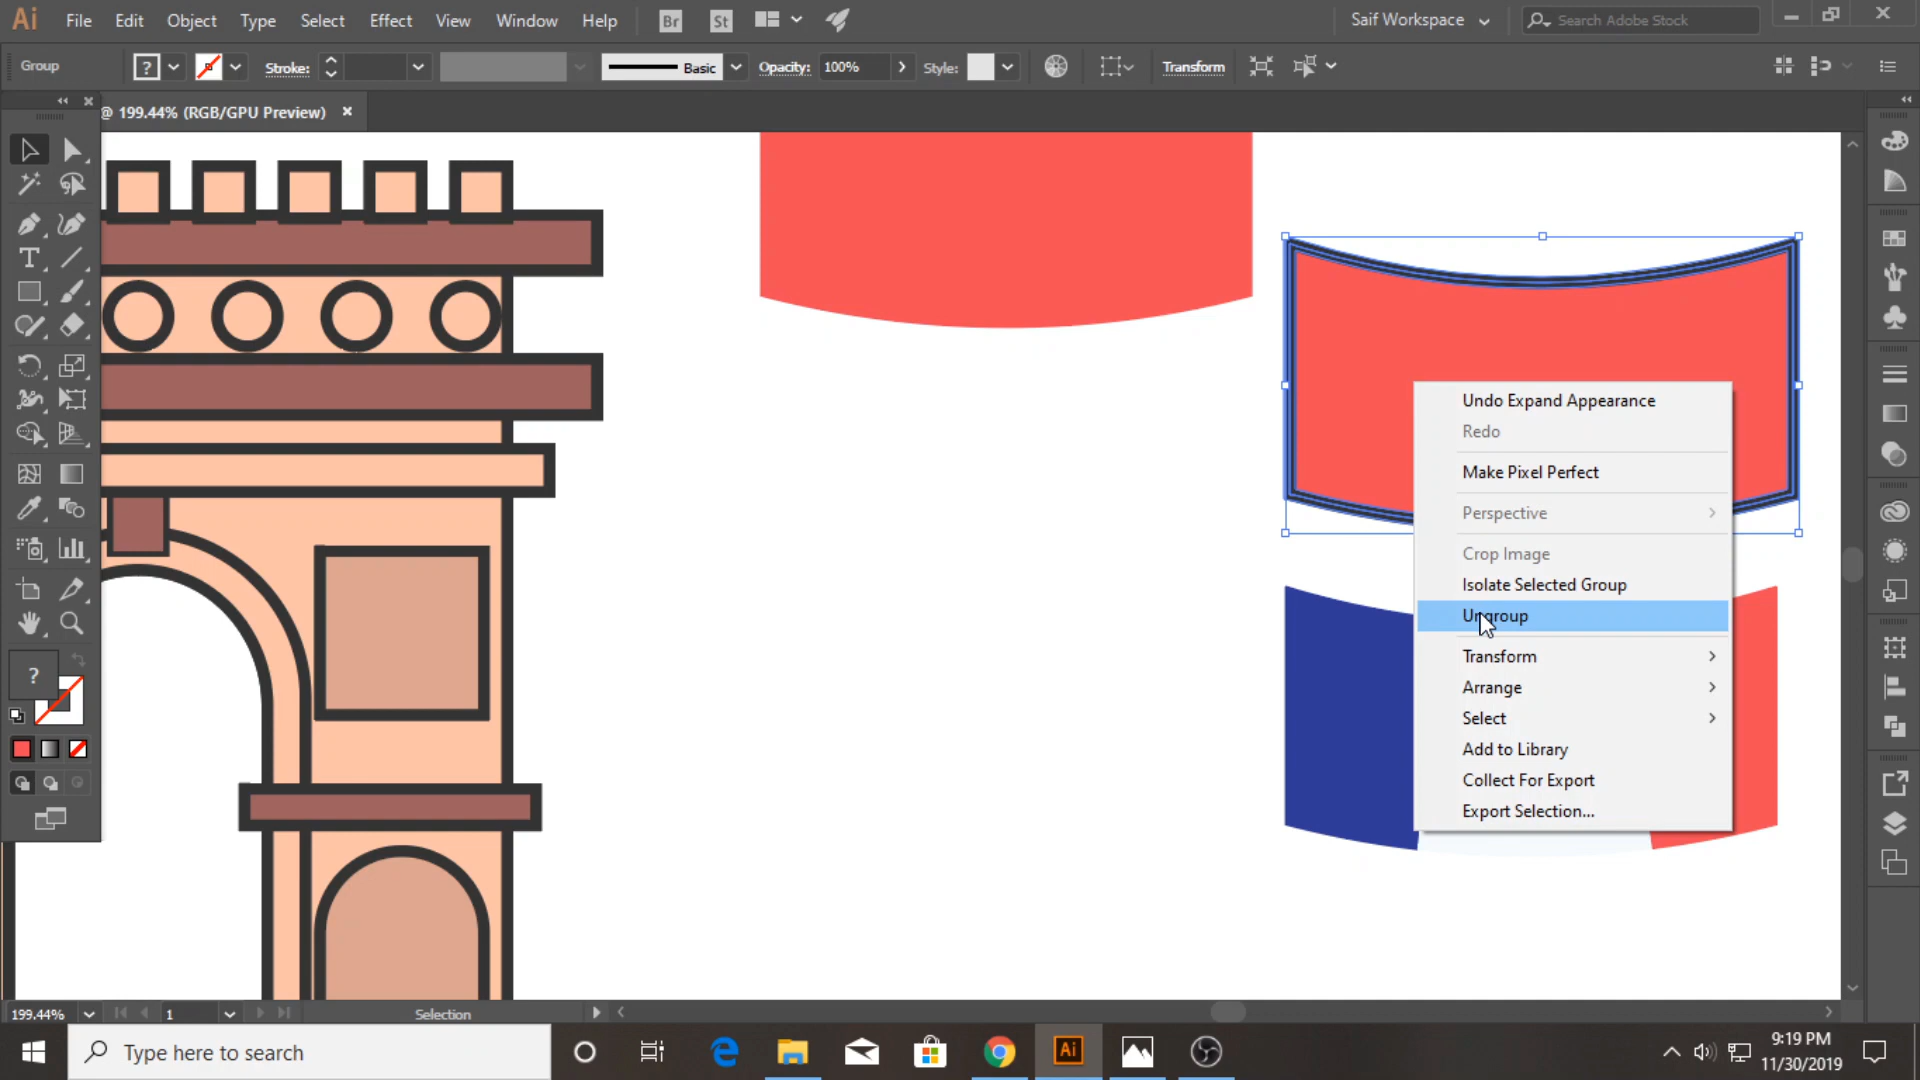 Ai File Edit Object Type Select Effect View Window Help Br St Saif Workspace Search Adobe Stock
Group ? Stroke: Basic Opacity: 100% Style: Transform
@ 199.44% (RGB/GPU Preview)
T
Undo Expand Appearance
Redo
Make Pixel Perfect
Perspective
Crop Image
Isolate Selected Group
Ungroup
Transform
Arrange
Select
Add to Library
Collect For Export
Export Selection...
?
199.44% 1 Selection
Type here to search Ai 9:19 PM
11/30/2019